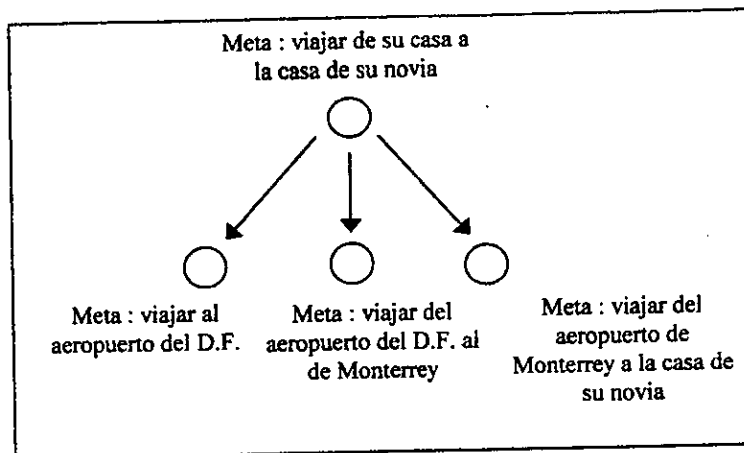 Meta : viajar de su casa a
la casa de su novia
Meta : viajar al
aeropuerto del D.F.
Meta : viajar del
aeropuerto del D.F. al
de Monterrey
Meta : viajar del
aeropuerto de
Monterrey a la casa de
su novia